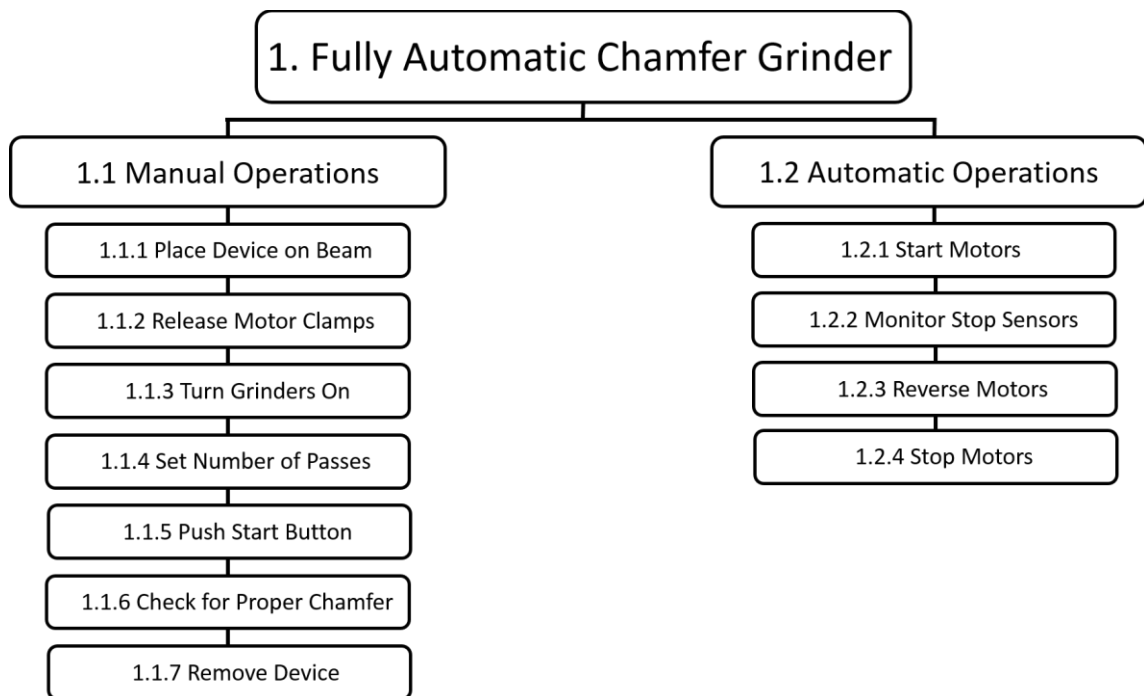 1. Fully Automatic Chamfer Grinder
1.1 Manual Operations
1.1.1 Place Device on Beam
1.1.2 Release Motor Clamps
1.1.3 Turn Grinders On
1.1.4 Set Number of Passes
1.1.5 Push Start Button
1.1.6 Check for Proper Chamfer
1.1.7 Remove Device
1.2 Automatic Operations
1.2.1 Start Motors
1.2.2 Monitor Stop Sensors
1.2.3 Reverse Motors
1.2.4 Stop Motors